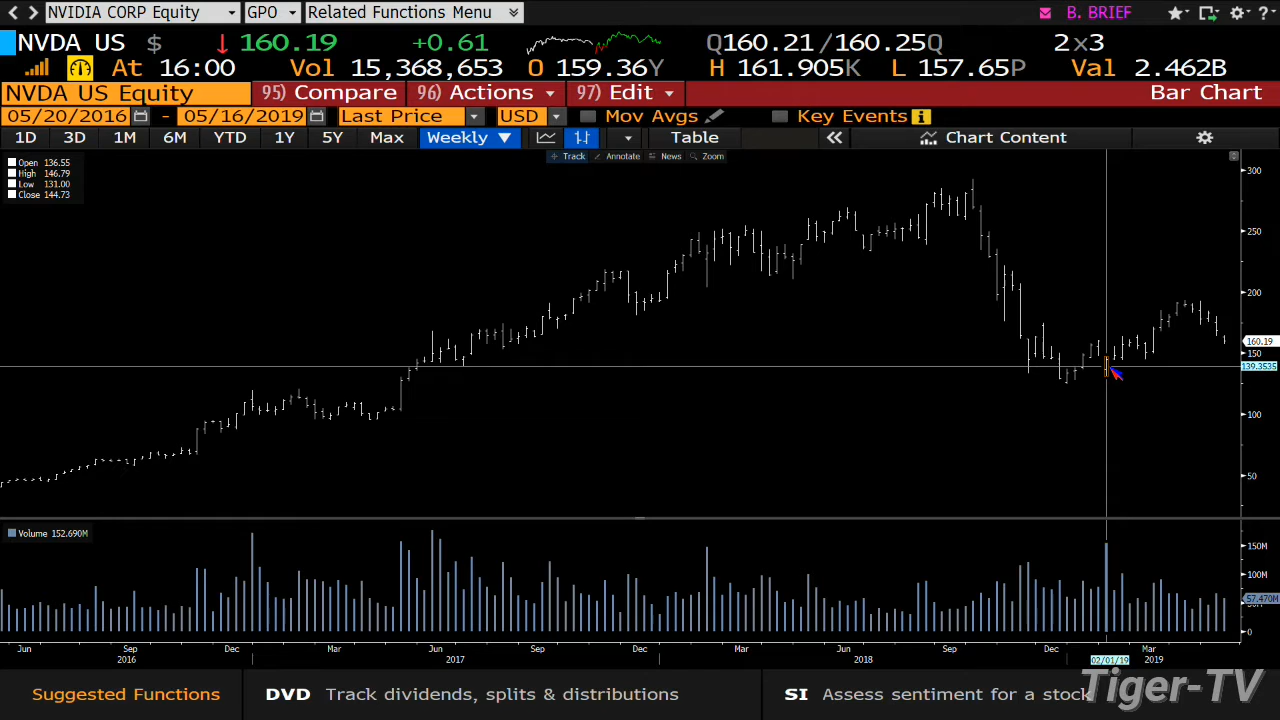 NVIDIA CORP Equity GPO Related Functions Menu B. BRIEF ?
NVDA US $ ↓ 160.19 +0.61 Q160.21/160.25Q 2x3
At 16:00 Vol 15,368,653 O 159.36Y H 161.905K L 157.65P Val 2.462B
NVDA US Equity 95) Compare 96) Actions 97) Edit Bar Chart
05/20/2016 - 05/16/2019 Last Price USD Mov Avgs Key Events i
1D 3D 1M 6M YTD 1Y 5Y Max Weekly ▼ Table « Chart Content
Track Annotate News Zoom
Open 136.55
High 146.79
Low 131.00
Close 144.73
300
250
200
160.19
150
139.3535
100
50
Volume 152.690M
150M
100M
57.470M
0
Jun Sep Dec Mar Jun Sep Dec Mar Jun Sep Dec Mar
2016 2017 2018 02/01/19 2019
Suggested Functions DVD Track dividends, splits & distributions SI Assess sentiment for a stock
Tiger-TV